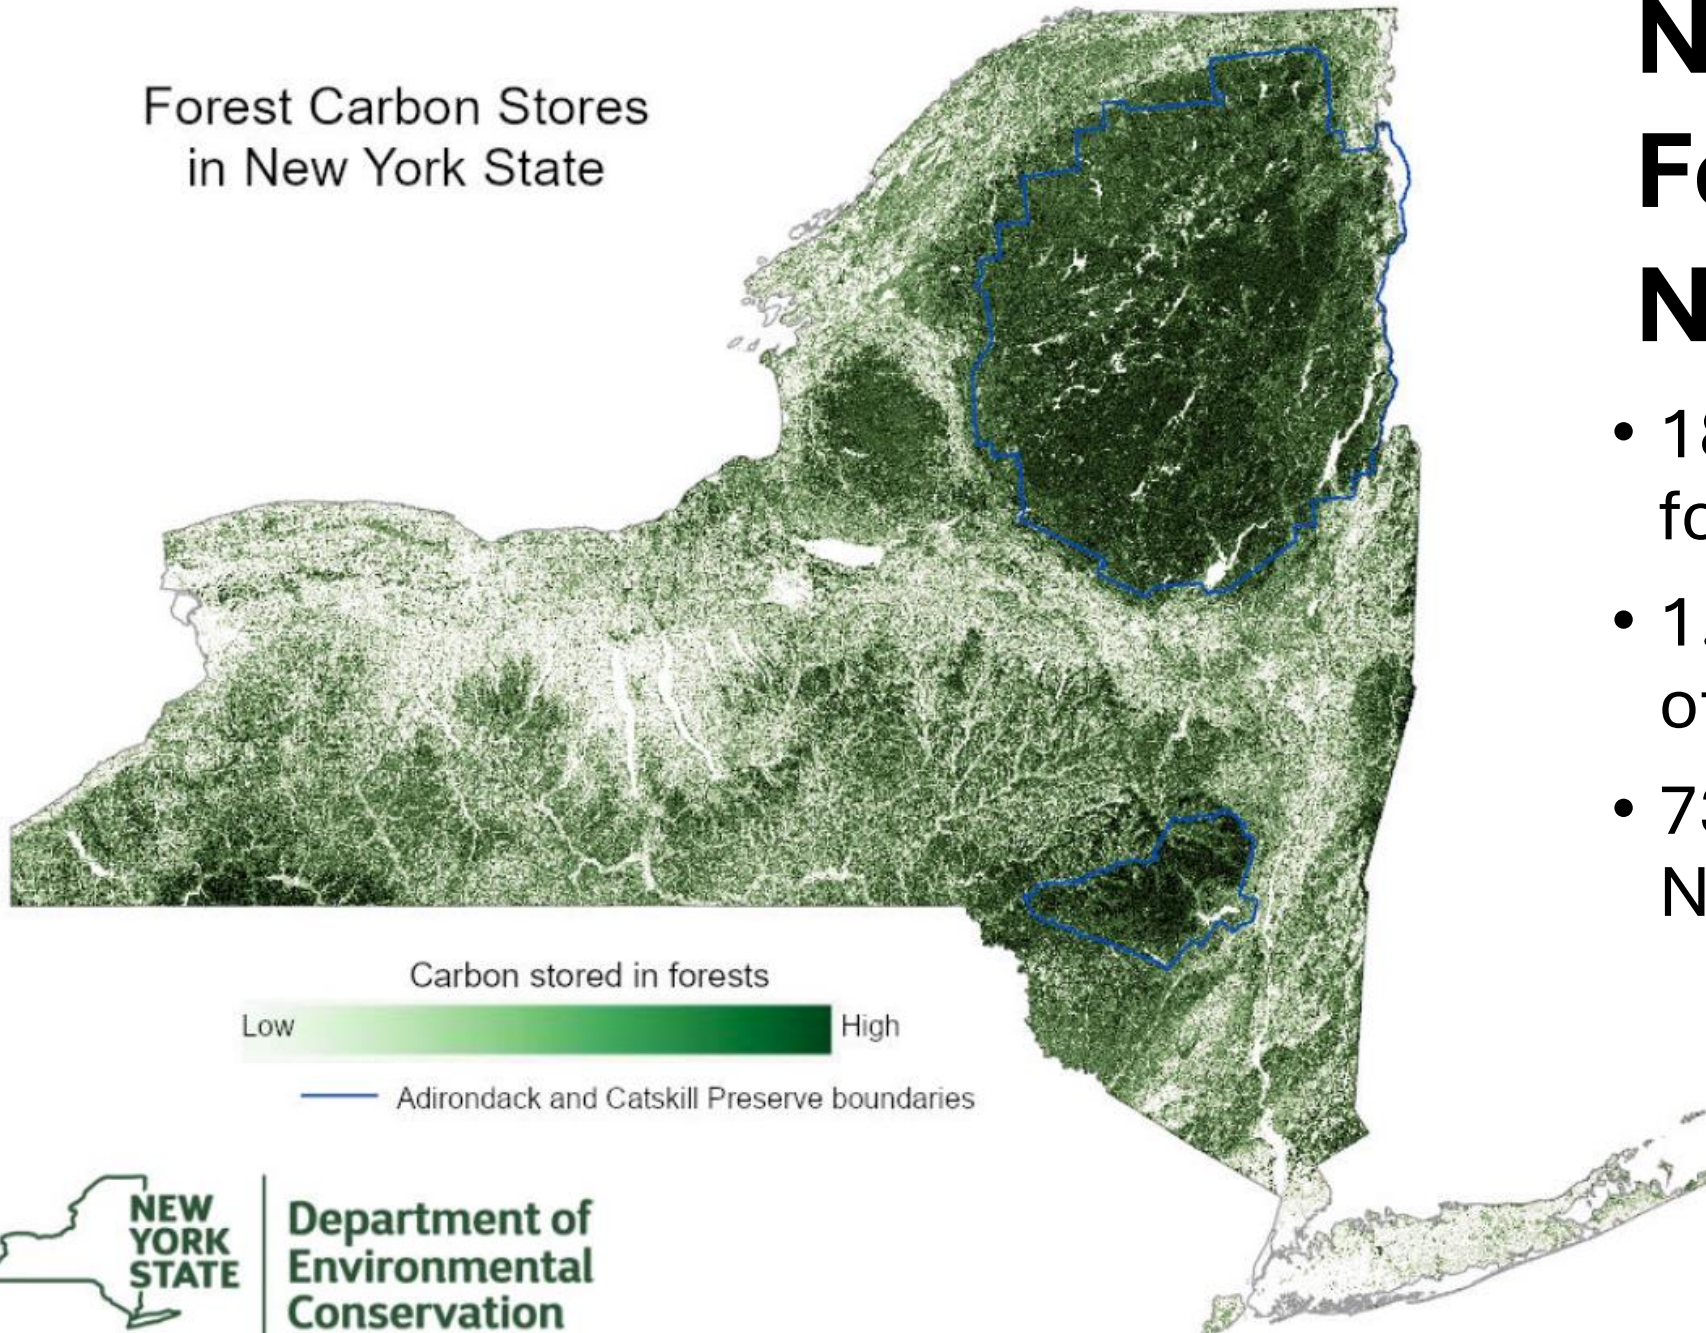 Forest Carbon Stores
in New York State
Carbon stored in forests
Low
High
Adirondack and Catskill Preserve boundaries
NEW
YORK
STATE
Department of
Environmental
Conservation